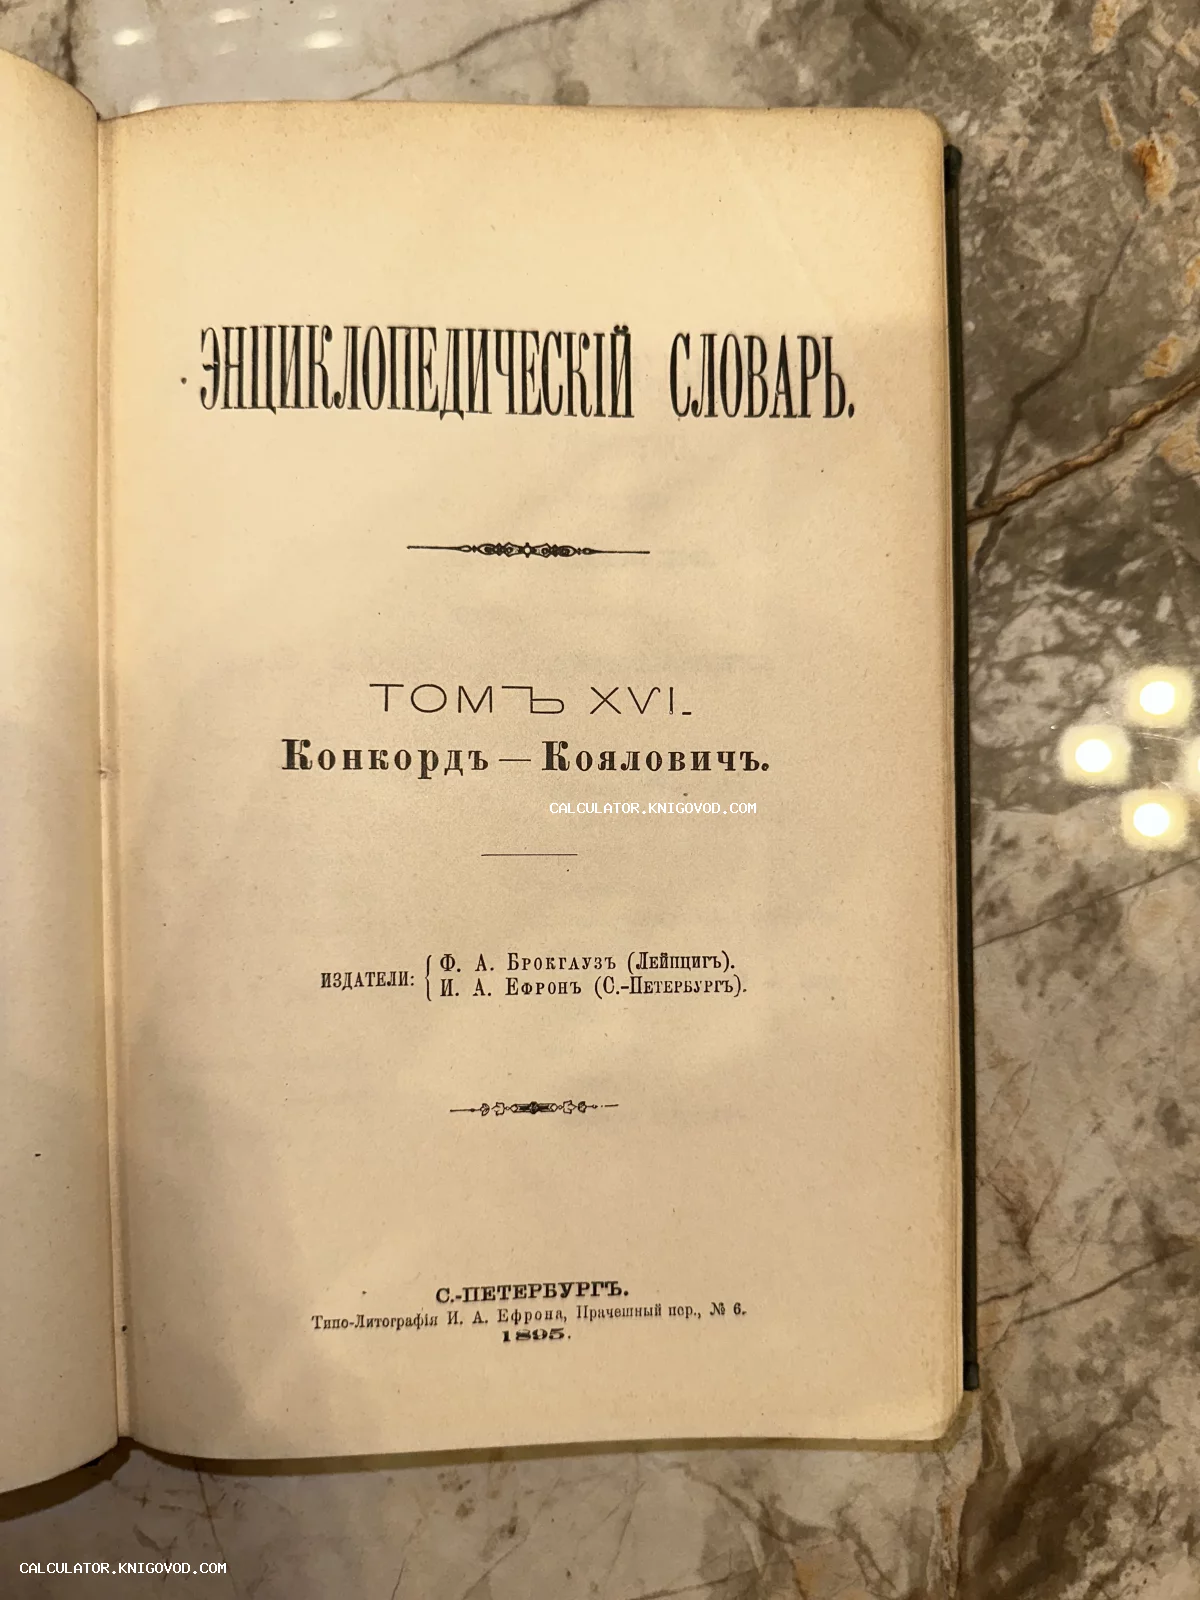 ЭНЦИКЛОПЕДИЧЕСКІЙ СЛОВАРЬ.
ТОМЪ XVI.
Конкордъ — Кояловичъ.
CALCULATOR.KNIGOVOD.COM
ИЗДАТЕЛИ: { Ф. А. Брокгаузъ (Лейпцигъ).
И. А. Ефронъ (С.-Петербургъ).
С.-ПЕТЕРБУРГЪ.
Типо-Литографія И. А. Ефрона, Прачешный пер., № 6.
1895.
CALCULATOR.KNIGOVOD.COM